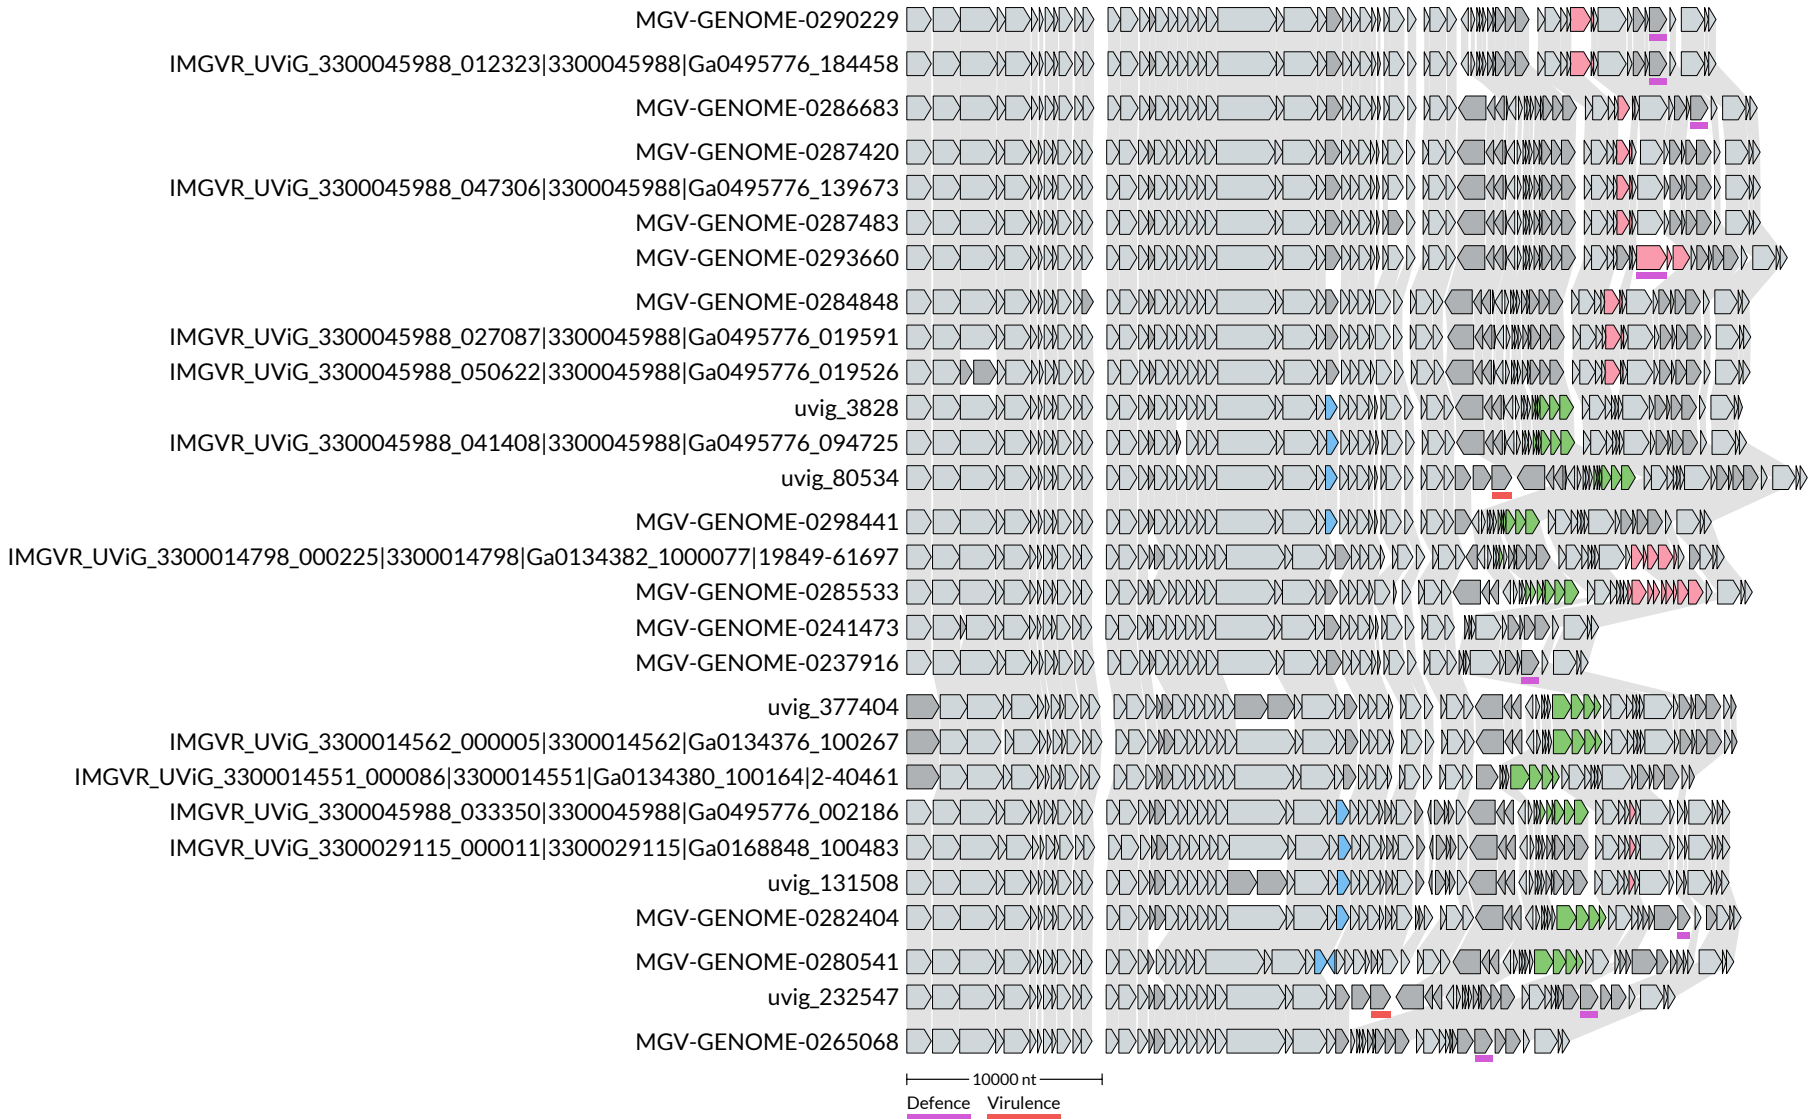 MGV-GENOME-0290229
IMGVR_UViG_3300045988_012323|3300045988|Ga0495776_184458
MGV-GENOME-0286683
MGV-GENOME-0287420
IMGVR_UViG_3300045988_047306|3300045988|Ga0495776_139673
MGV-GENOME-0287483
MGV-GENOME-0293660
MGV-GENOME-0284848
IMGVR_UViG_3300045988_027087|3300045988|Ga0495776_019591
IMGVR_UViG_3300045988_050622|3300045988|Ga0495776_019526
uvig_3828
IMGVR_UViG_3300045988_041408|3300045988|Ga0495776_094725
uvig_80534
MGV-GENOME-0298441
IMGVR_UViG_3300014798_000225|3300014798|Ga0134382_1000077|19849-61697
MGV-GENOME-0285533
MGV-GENOME-0241473
MGV-GENOME-0237916
uvig_377404
IMGVR_UViG_3300014562_000005|3300014562|Ga0134376_100267
IMGVR_UViG_3300014551_000086|3300014551|Ga0134380_100164|2-40461
IMGVR_UViG_3300045988_033350|3300045988|Ga0495776_002186
IMGVR_UViG_3300029115_000011|3300029115|Ga0168848_100483
uvig_131508
MGV-GENOME-0282404
MGV-GENOME-0280541
uvig_232547
MGV-GENOME-0265068
10000 nt
Defence Virulence